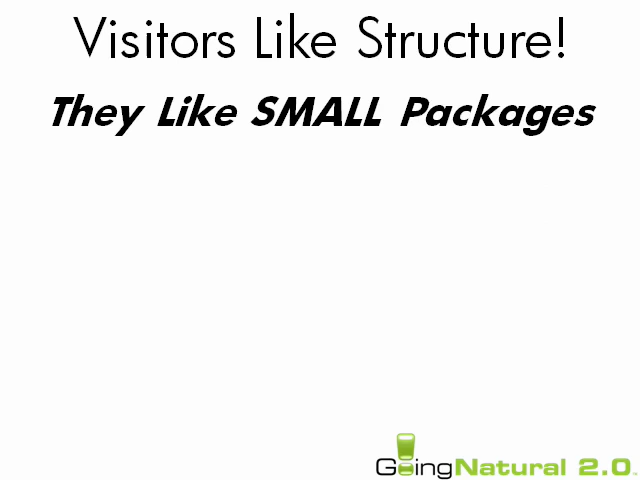 Visitors Like Structure!
They Like SMALL Packages
GoingNatural 2.0